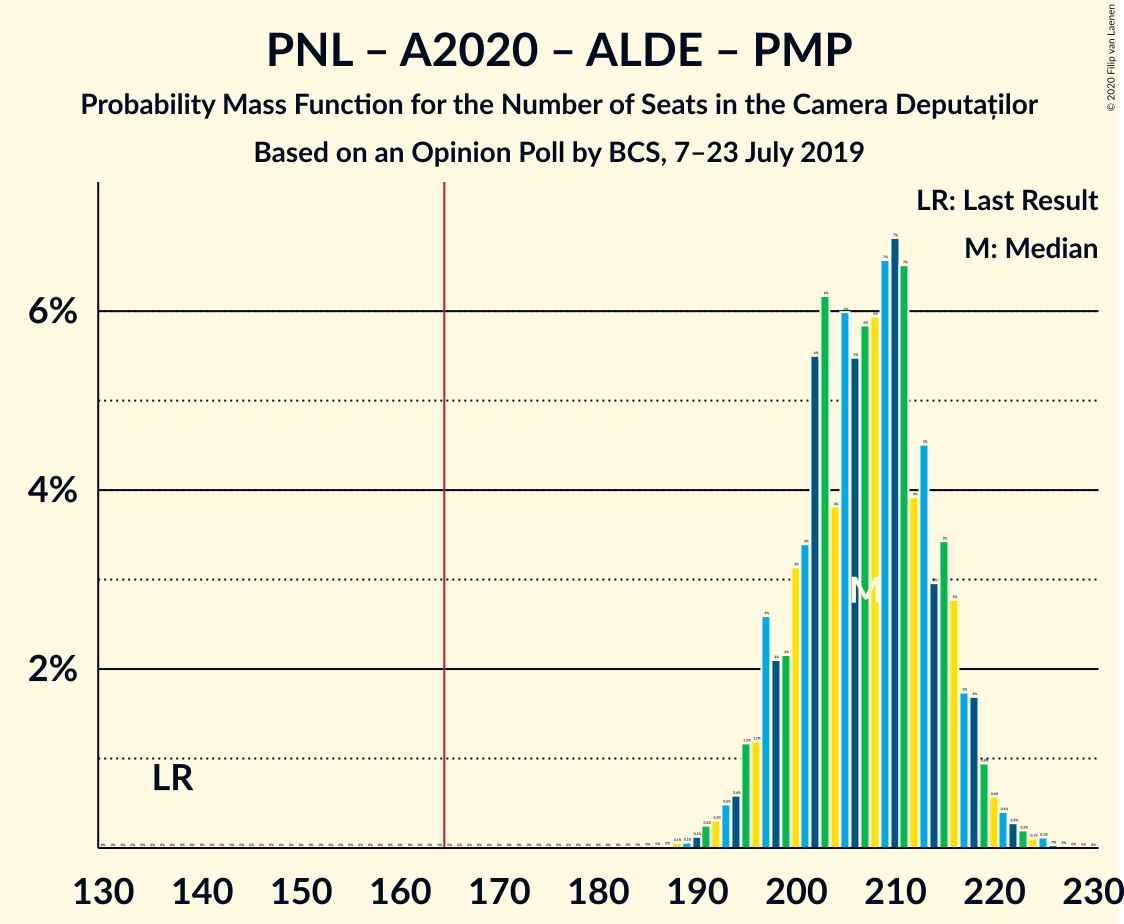 PNL – A2020 – ALDE – PMP
Probability Mass Function for the Number of Seats in the Camera Deputaților
Based on an Opinion Poll by BCS, 7–23 July 2019
© 2020 Filip van Laenen
LR: Last Result
M: Median
6%
4%
2%
M
LR
130 140 150 160 170 180 190 200 210 220 230